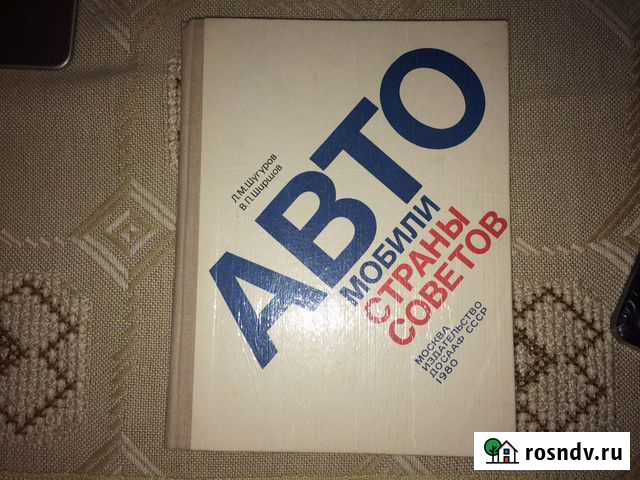 Л.М. Шугуров
В.П. Ширшов
АВТО
МОБИЛИ
СТРАНЫ
СОВЕТОВ
МОСКВА
ИЗДАТЕЛЬСТВО
ДОСААФ СССР
1980
rosndv.ru